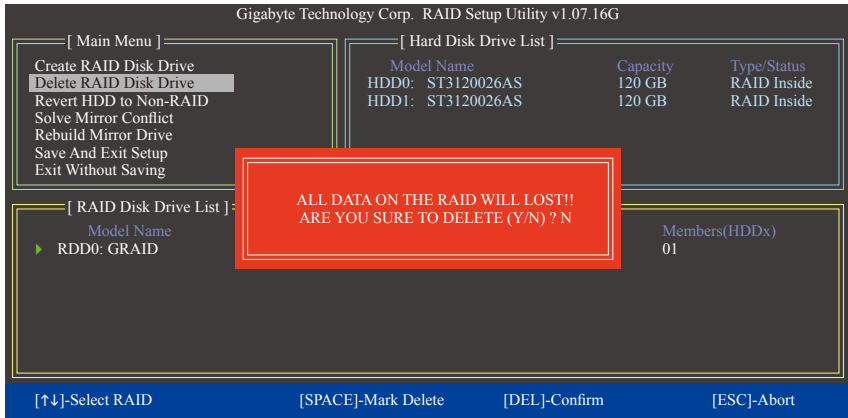 Gigabyte Technology Corp. RAID Setup Utility v1.07.16G
[ Main Menu ]
Create RAID Disk Drive
Delete RAID Disk Drive
Revert HDD to Non-RAID
Solve Mirror Conflict
Rebuild Mirror Drive
Save And Exit Setup
Exit Without Saving
[ Hard Disk Drive List ]
Model Name Capacity Type/Status
HDD0: ST3120026AS 120 GB RAID Inside
HDD1: ST3120026AS 120 GB RAID Inside
ALL DATA ON THE RAID WILL LOST!!
ARE YOU SURE TO DELETE (Y/N) ? N
[ RAID Disk Drive List ]
Model Name Members(HDDx)
RDD0: GRAID 01
[↑↓]-Select RAID [SPACE]-Mark Delete [DEL]-Confirm [ESC]-Abort